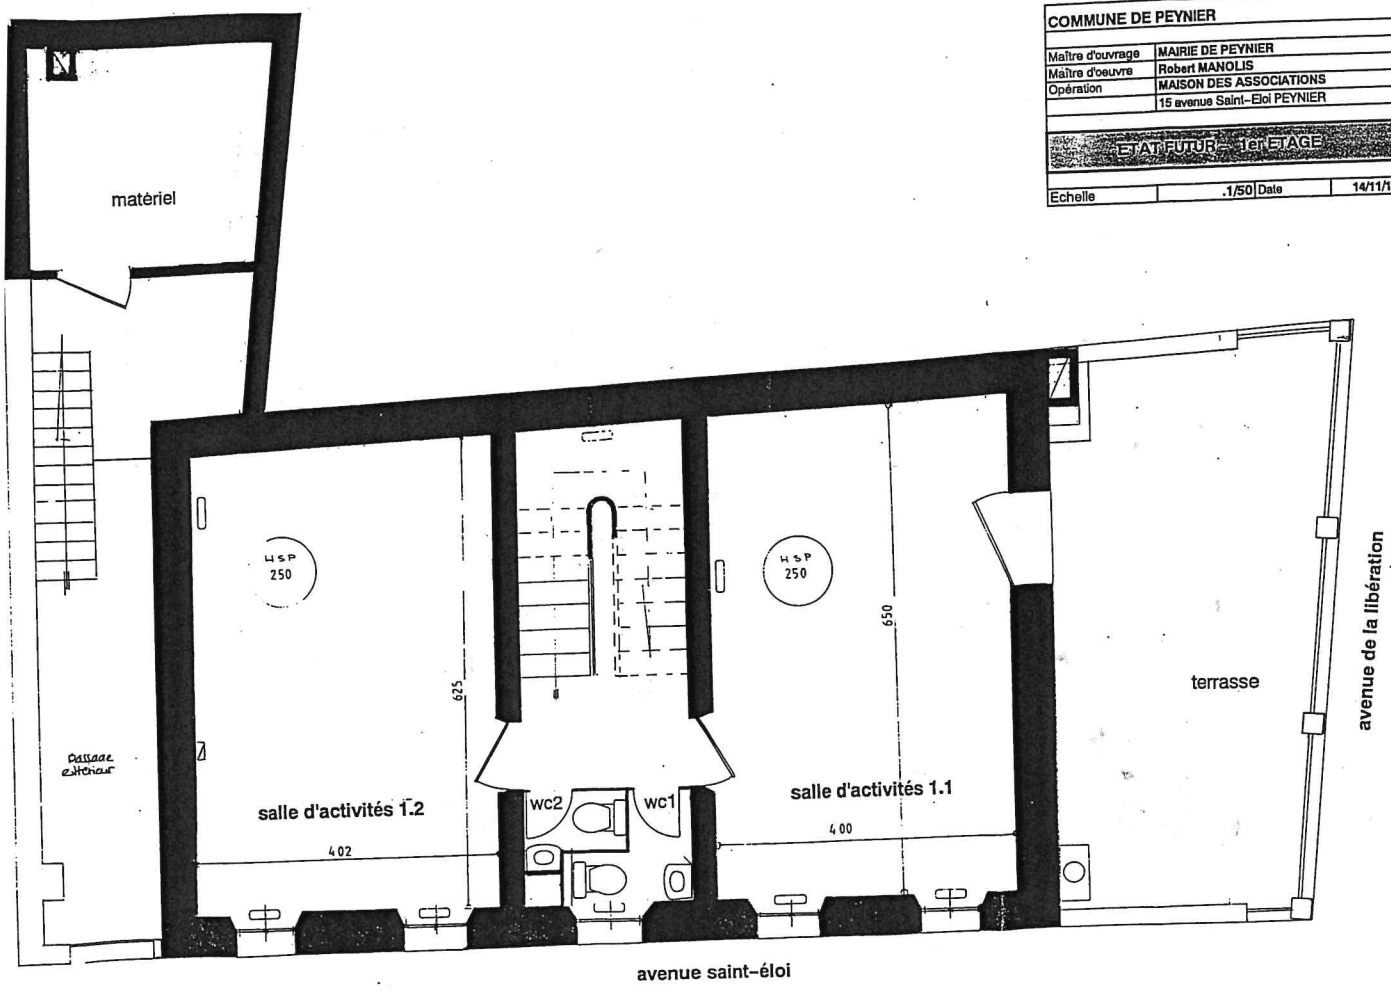 COMMUNE DE PEYNIER
Maître d'ouvrage MAIRIE DE PEYNIER
Maître d'oeuvre Robert MANOLIS
Opération MAISON DES ASSOCIATIONS
15 avenue Saint-Eloi PEYNIER
ETAT FUTUR - 1er ETAGE
Echelle .1/50 Date 14/11/1
matériel
HSP
250
HSP
250
650
625
avenue de la libération
terrasse
passage
extérieur
salle d'activités 1.2
wc2
wc1
salle d'activités 1.1
402
400
avenue saint-éloi